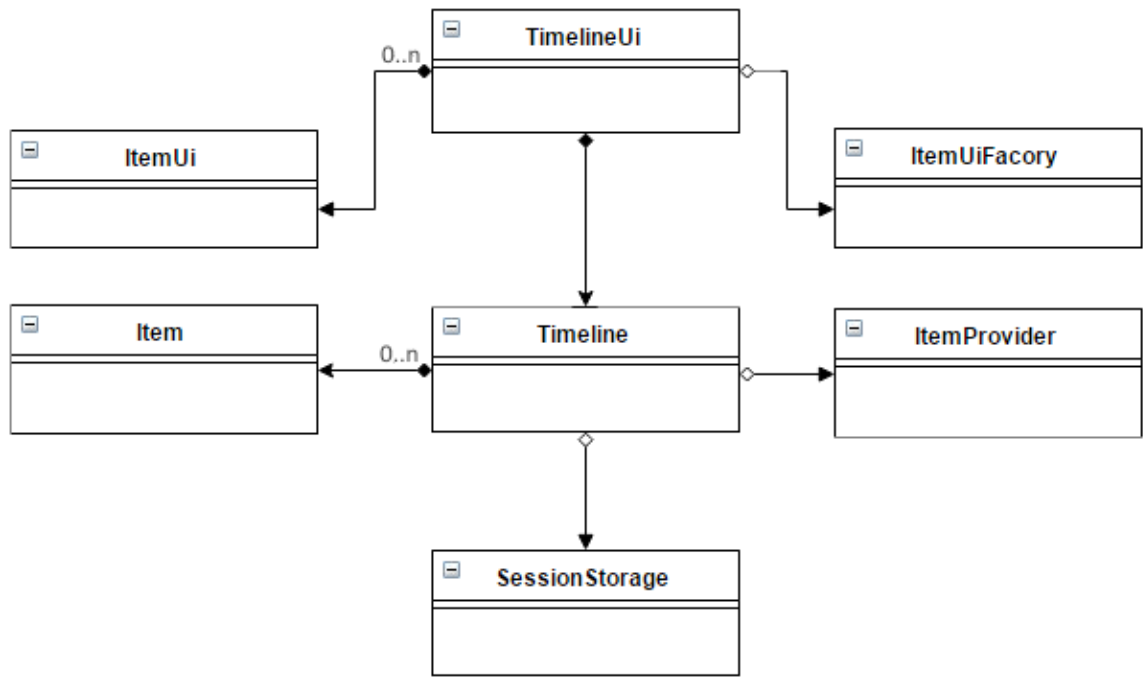 TimelineUi
0..n
ItemUi
ItemUiFacory
Item
Timeline
ItemProvider
0..n
SessionStorage